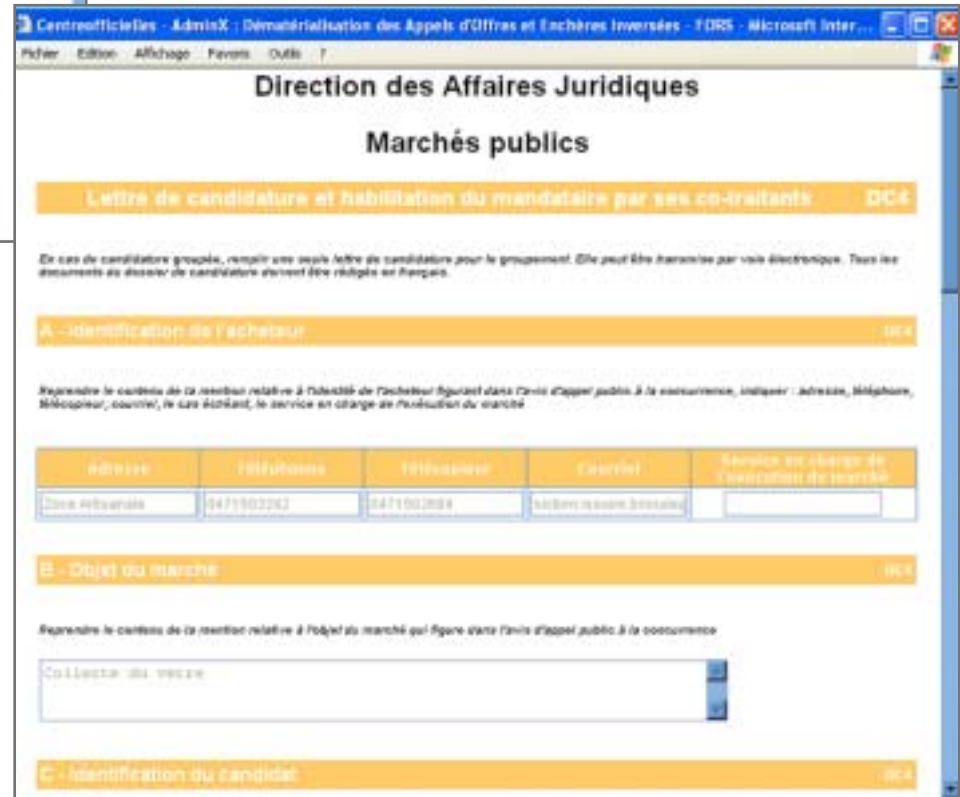 Centreofficielles - AdminX : Dématérialisation des Appels d'Offres et Enchères Inversées - FORS - Microsoft Inter...
Fichier Edition Affichage Favoris Outils ?
Direction des Affaires Juridiques
Marchés publics
Lettre de candidature et habilitation du mandataire par ses co-traitants DC4
En cas de candidature groupée, remplir une seule lettre de candidature pour le groupement. Elle peut être transmise par voie électronique. Tous les
documents du dossier de candidature doivent être rédigés en français.
A - Identification de l'acheteur DC4
Reprendre le contenu de la mention relative à l'identité de l'acheteur figurant dans l'avis d'appel public à la concurrence, indiquer : adresse, téléphone,
télécopieur, courriel, le cas échéant, le service en charge de l'exécution du marché
Adresse Téléphone Télécopieur Courriel Service en charge de
l'exécution du marché
Zone Artisanale
B - Objet du marché DC4
Reprendre le contenu de la mention relative à l'objet du marché qui figure dans l'avis d'appel public à la concurrence
Collecte du verre
C - Identification du candidat DC4